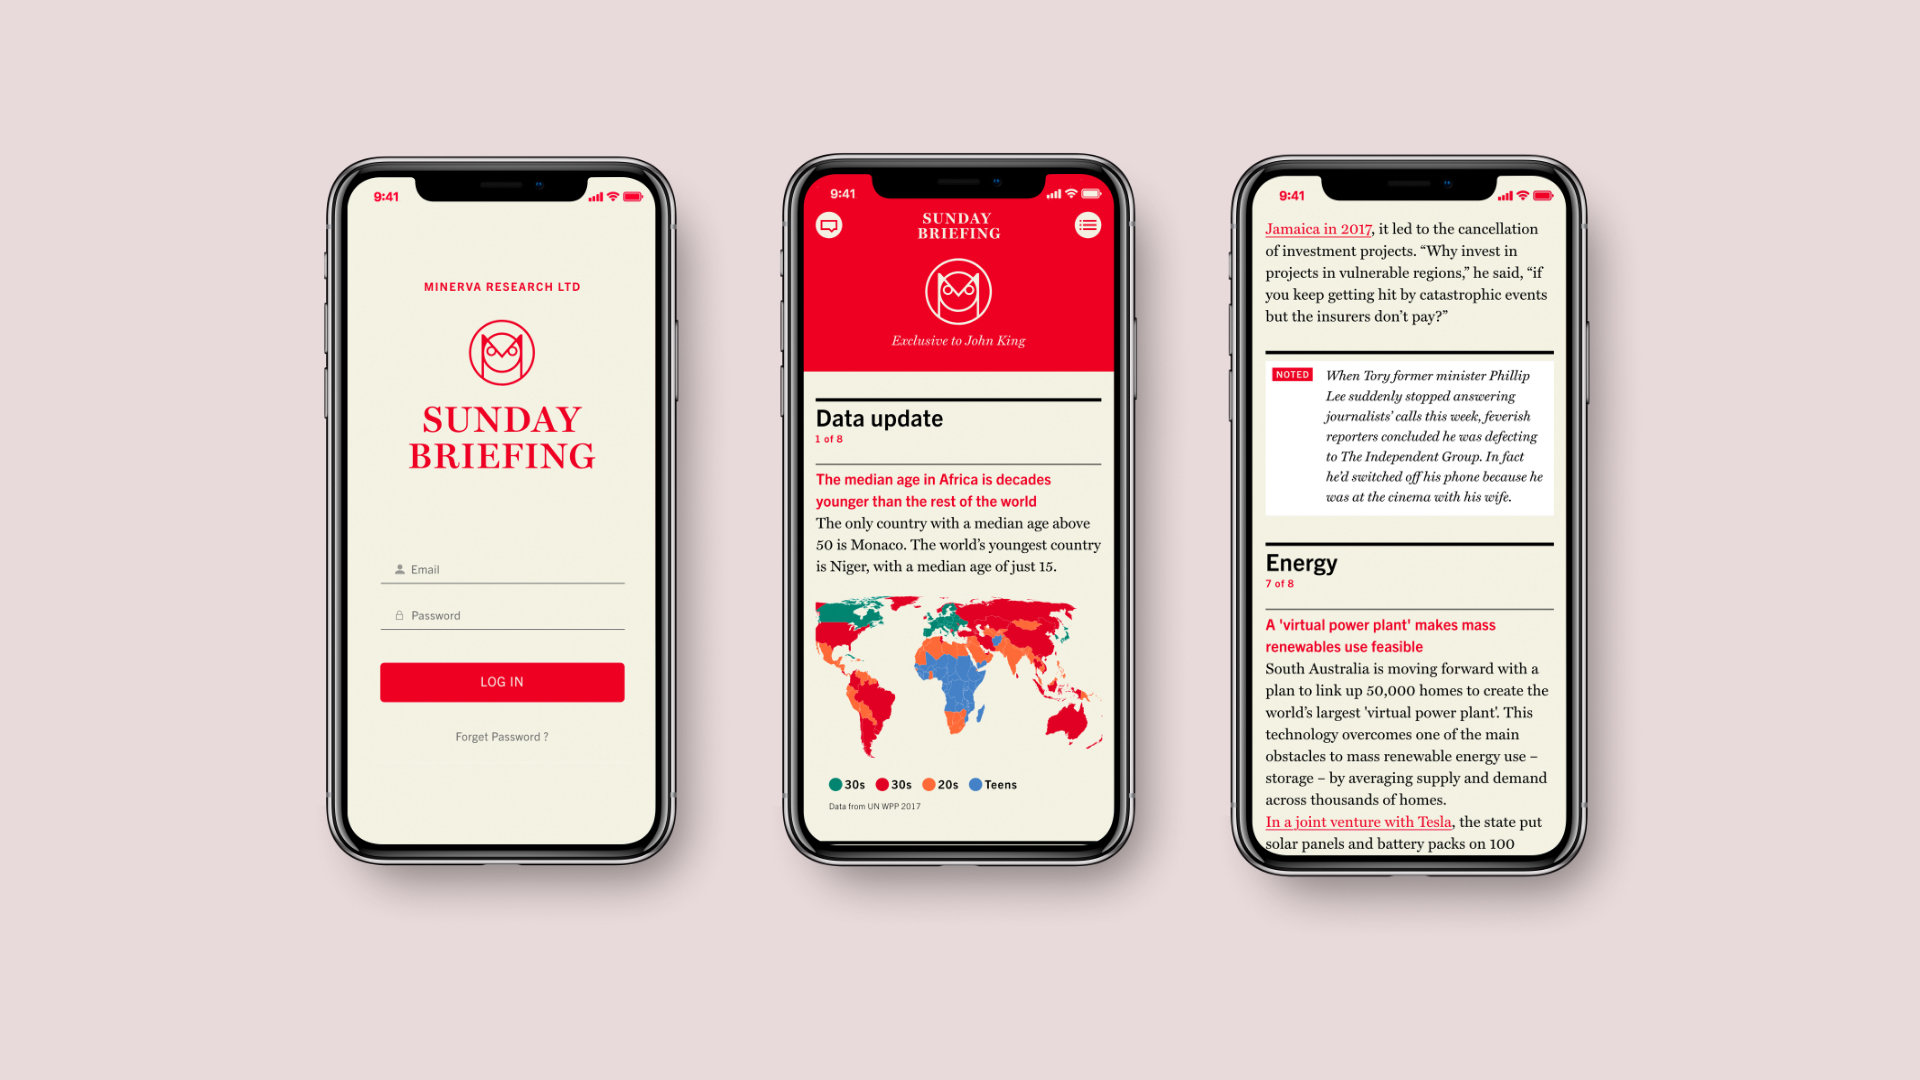 9:41
MINERVA RESEARCH LTD
SUNDAY
BRIEFING
Email
Password
LOG IN
Forget Password ?
9:41
SUNDAY
BRIEFING
Exclusive to John King
Data update
1 of 8
The median age in Africa is decades
younger than the rest of the world
The only country with a median age above
50 is Monaco. The world’s youngest country
is Niger, with a median age of just 15.
30s 30s 20s Teens
Data from UN WPP 2017
9:41
Jamaica in 2017, it led to the cancellation
of investment projects. “Why invest in
projects in vulnerable regions,” he said, “if
you keep getting hit by catastrophic events
but the insurers don’t pay?”
NOTED When Tory former minister Phillip
Lee suddenly stopped answering
journalists’ calls this week, feverish
reporters concluded he was defecting
to The Independent Group. In fact
he’d switched off his phone because he
was at the cinema with his wife.
Energy
7 of 8
A 'virtual power plant' makes mass
renewables use feasible
South Australia is moving forward with a
plan to link up 50,000 homes to create the
world’s largest 'virtual power plant'. This
technology overcomes one of the main
obstacles to mass renewable energy use –
storage – by averaging supply and demand
across thousands of homes.
In a joint venture with Tesla, the state put
solar panels and battery packs on 100